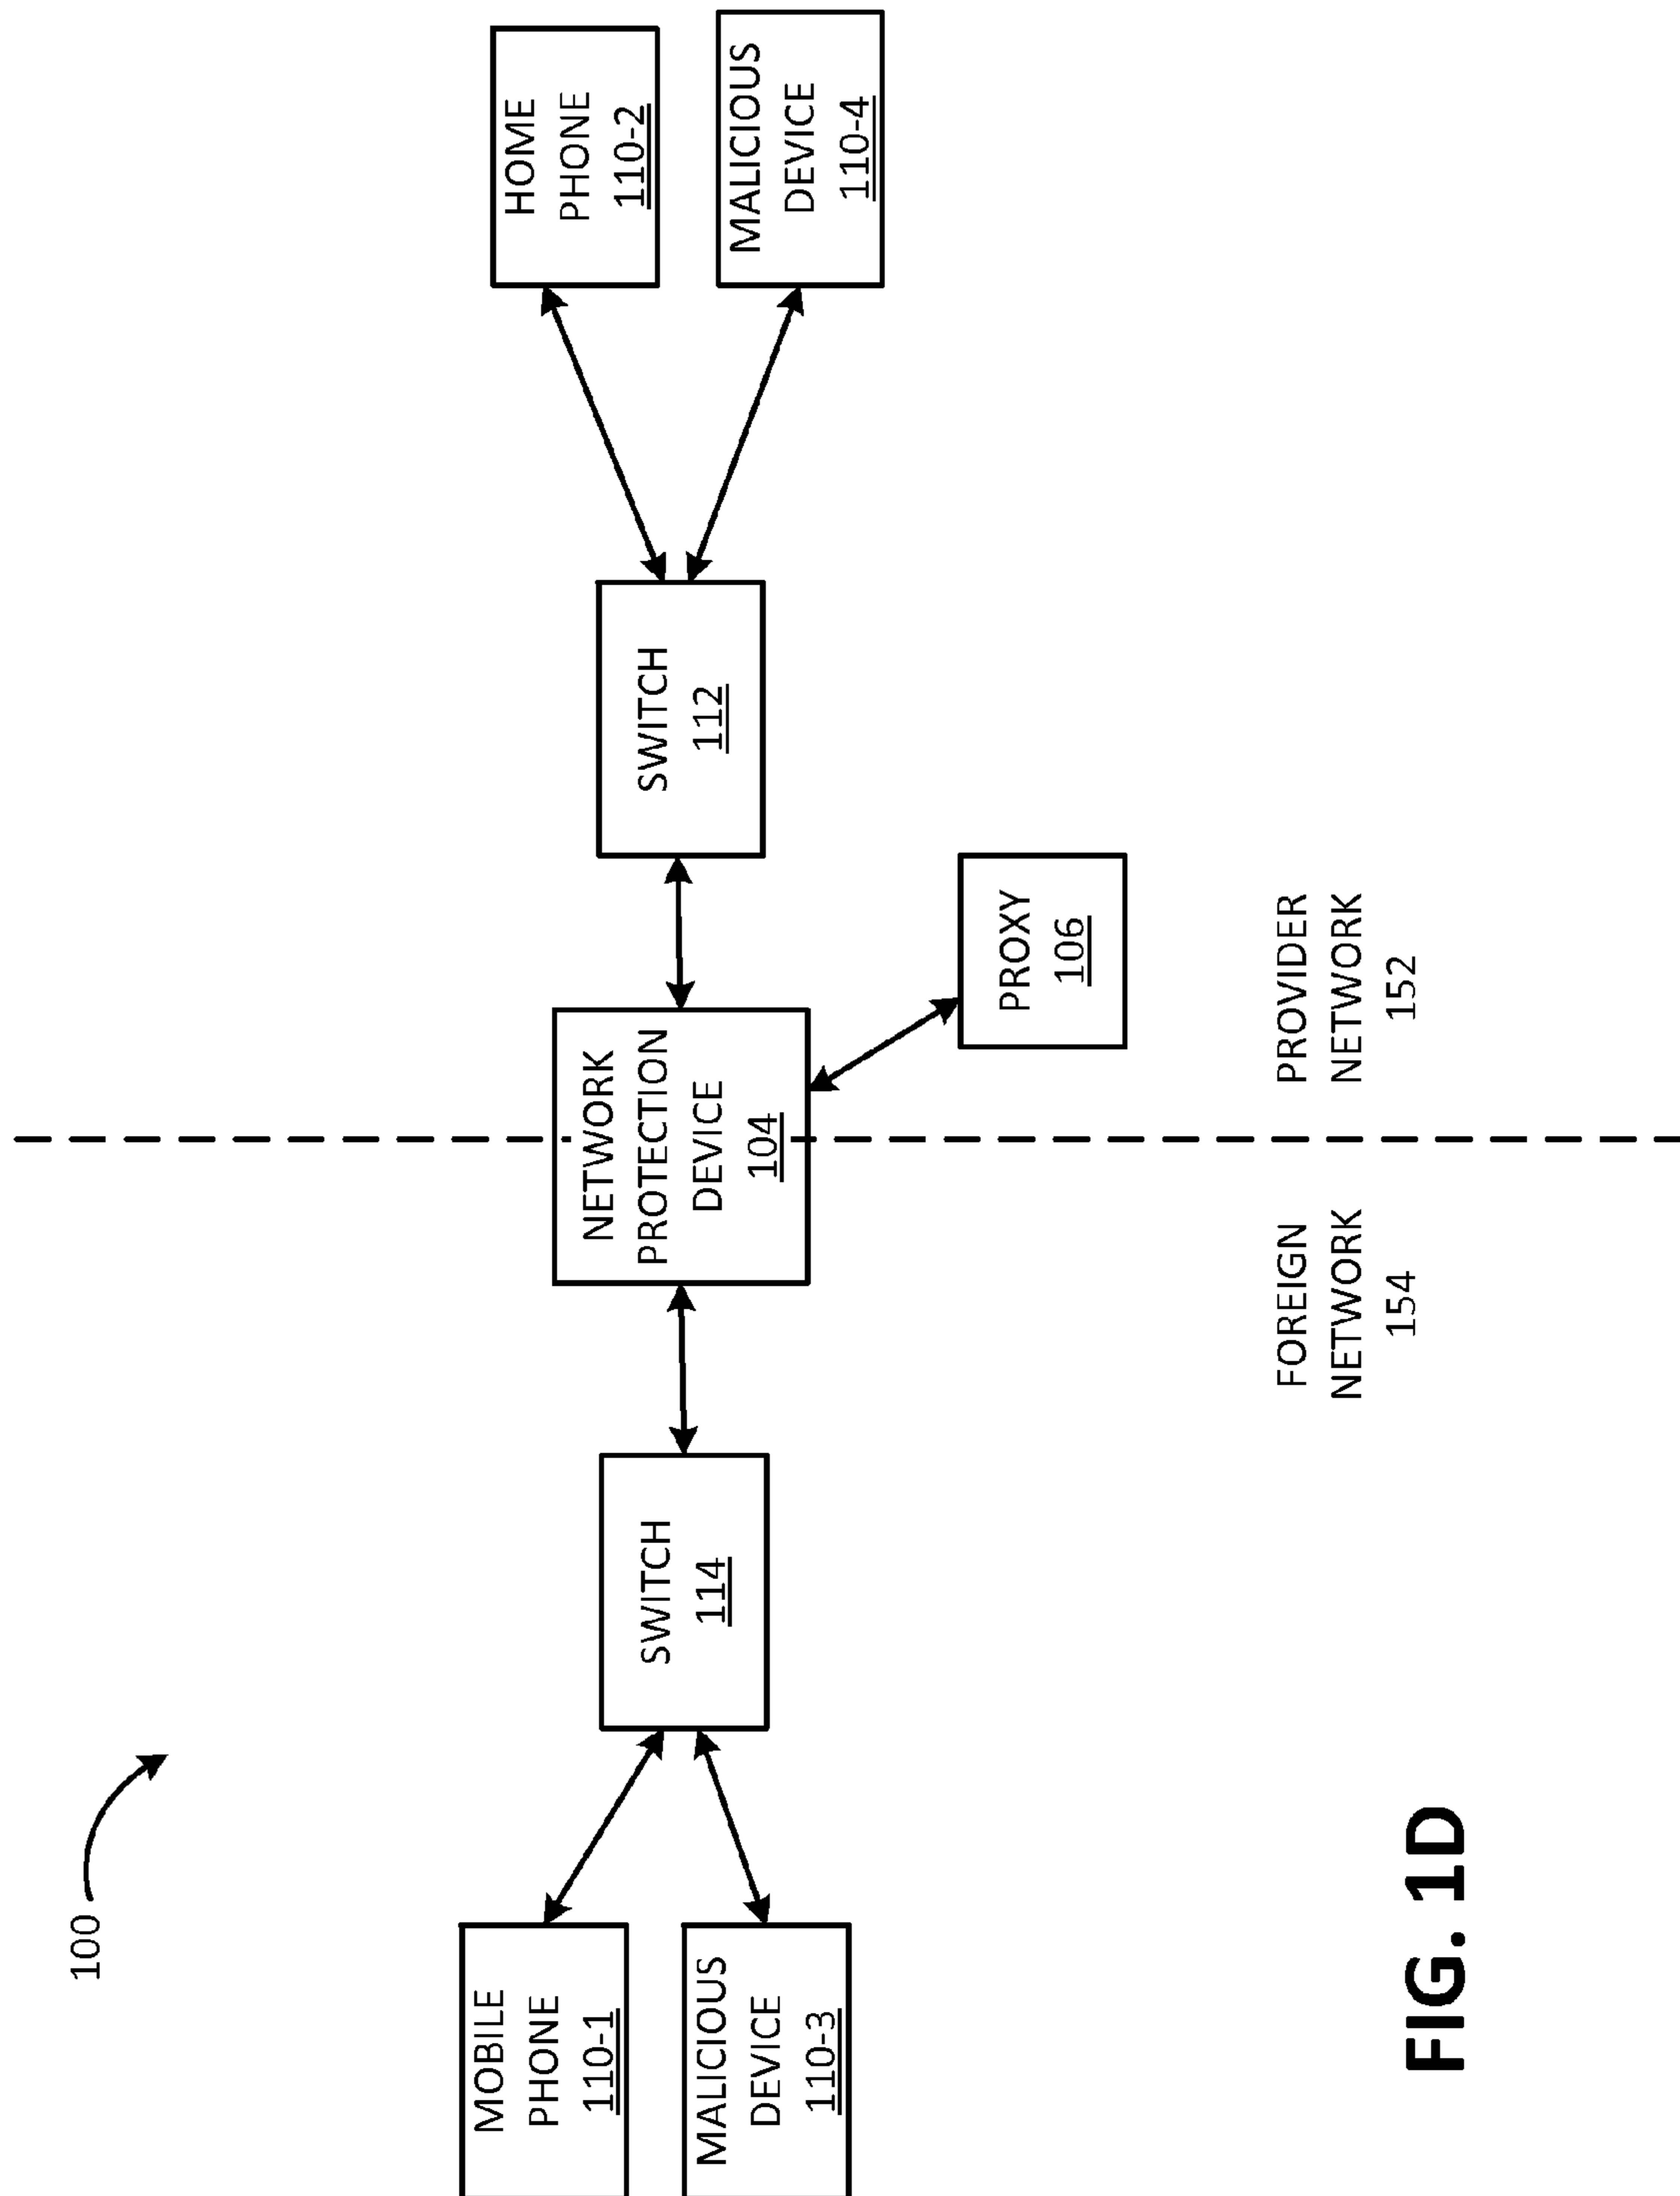 100
MOBILE
PHONE
110-1
MALICIOUS
DEVICE
110-3
SWITCH
114
NETWORK
PROTECTION
DEVICE
104
SWITCH
112
PROXY
106
HOME
PHONE
110-2
MALICIOUS
DEVICE
110-4
FOREIGN
NETWORK
154
PROVIDER
NETWORK
152
FIG. 1D